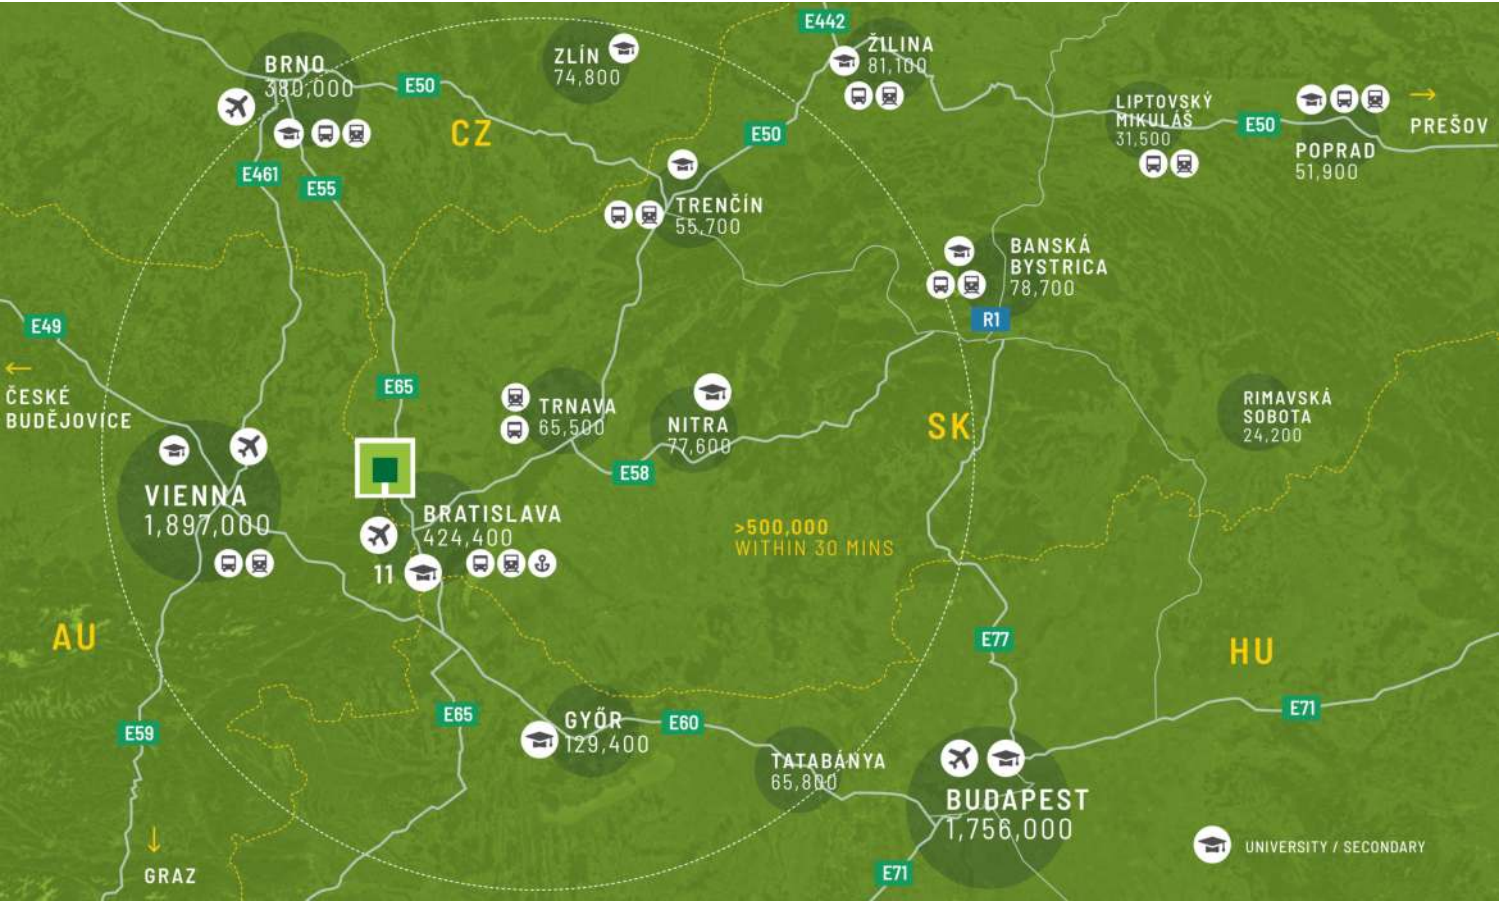 E442
BRNO
380,000
ZLÍN
74,800
ŽILINA
81,100
E50
CZ
E50
LIPTOVSKÝ
MIKULÁŠ
31,500
E50
PREŠOV
POPRAD
51,900
E461
E55
TRENČÍN
55,700
BANSKÁ
BYSTRICA
78,700
R1
E49
ČESKÉ
BUDĚJOVICE
E65
TRNAVA
65,500
NITRA
77,600
SK
RIMAVSKÁ
SOBOTA
24,200
E58
VIENNA
1,897,000
BRATISLAVA
424,400
11
>500,000
WITHIN 30 MINS
AU
E77
HU
E65
E59
GYŐR
129,400
E60
E71
TATABÁNYA
65,800
BUDAPEST
1,756,000
GRAZ
E71
UNIVERSITY / SECONDARY